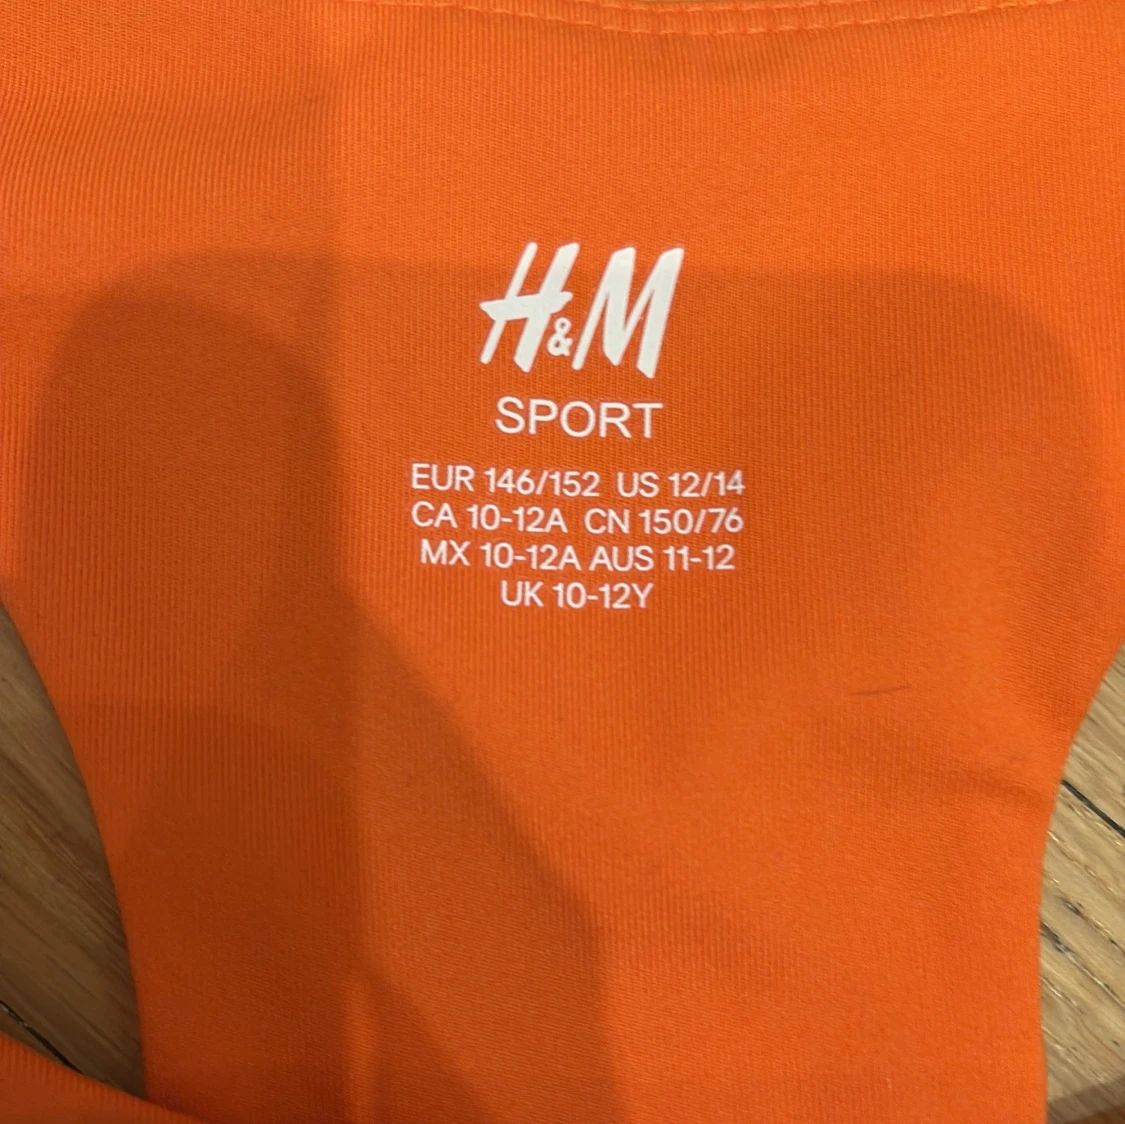 H&M
SPORT
EUR 146/152 US 12/14
CA 10-12A CN 150/76
MX 10-12A AUS 11-12
UK 10-12Y